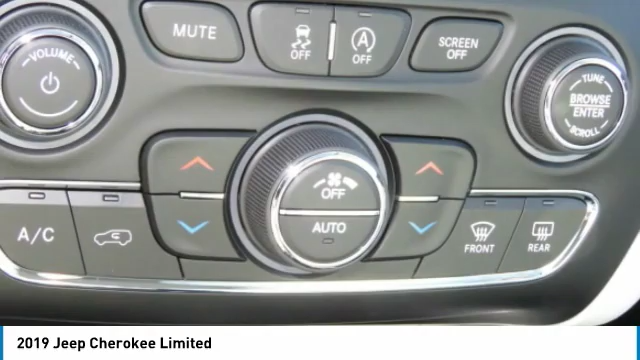 VOLUME
MUTE
OFF
A
OFF
SCREEN
OFF
TUNE
BROWSE
ENTER
SCROLL
OFF
AUTO
A/C
FRONT
REAR
2019 Jeep Cherokee Limited